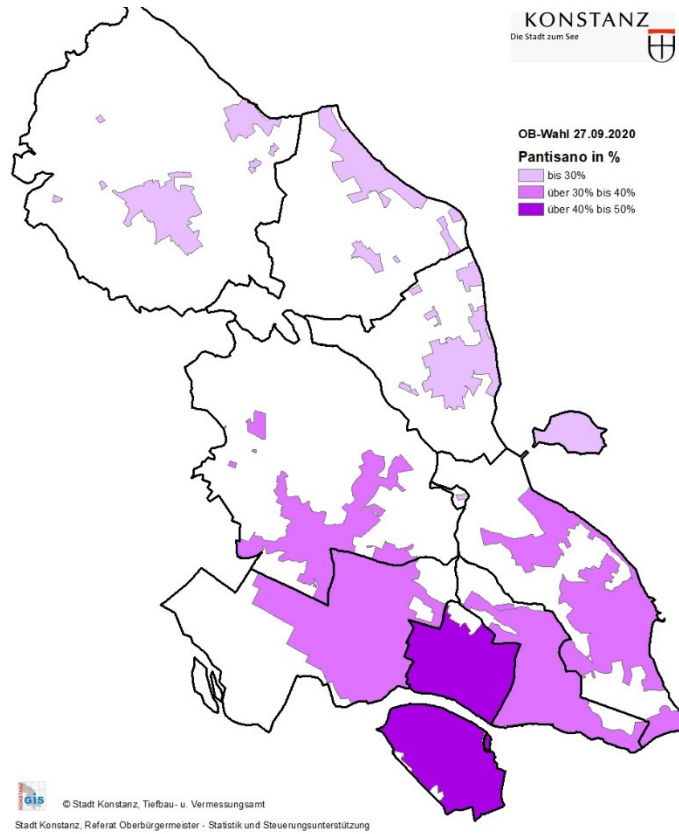 KONSTANZ
Die Stadt zum See
OB-Wahl 27.09.2020
Pantisano in %
bis 30%
über 30% bis 40%
über 40% bis 50%
KONSTANZ
GIS
© Stadt Konstanz, Tiefbau- u. Vermessungsamt
Stadt Konstanz, Referat Oberbürgermeister - Statistik und Steuerungsunterstützung